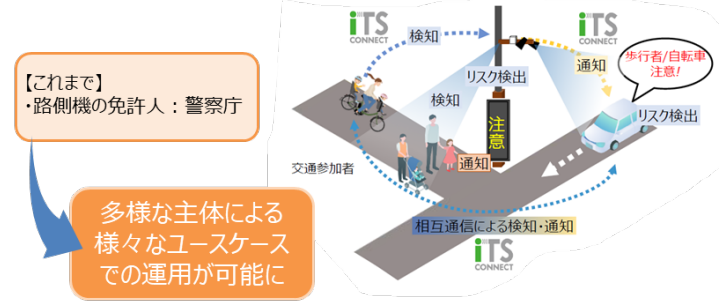 【これまで】
・路側機の免許人：警察庁
多様な主体による
様々なユースケース
での運用が可能に
iTS
CONNECT
検知
iTS
CONNECT
通知
歩行者/自転車
注意!
リスク検出
検知
リスク検出
注意
交通参加者
通知
相互通信による検知・通知
iTS
CONNECT